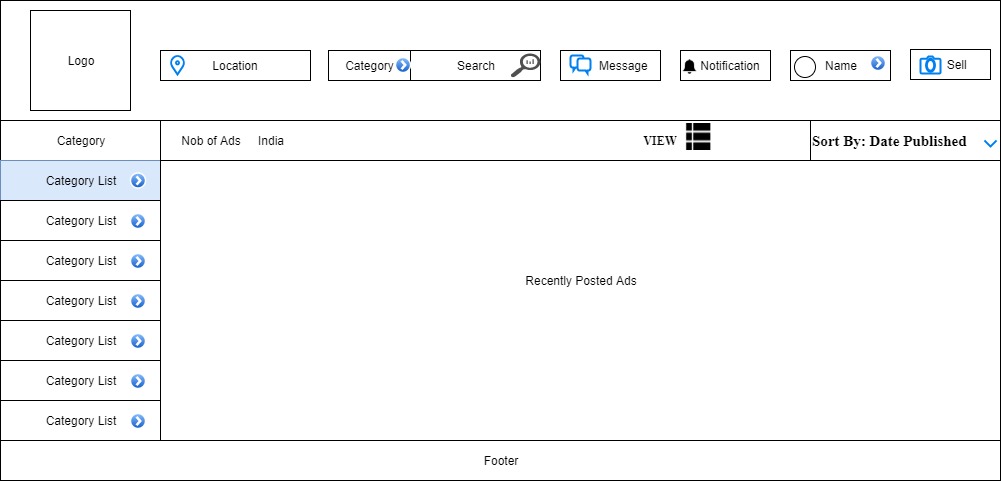 Logo
Location
Category
Search
Message
Notification
Name
Sell
Category
Nob of Ads
India
VIEW
Sort By: Date Published
Category List
Category List
Category List
Category List
Category List
Category List
Category List
Recently Posted Ads
Footer